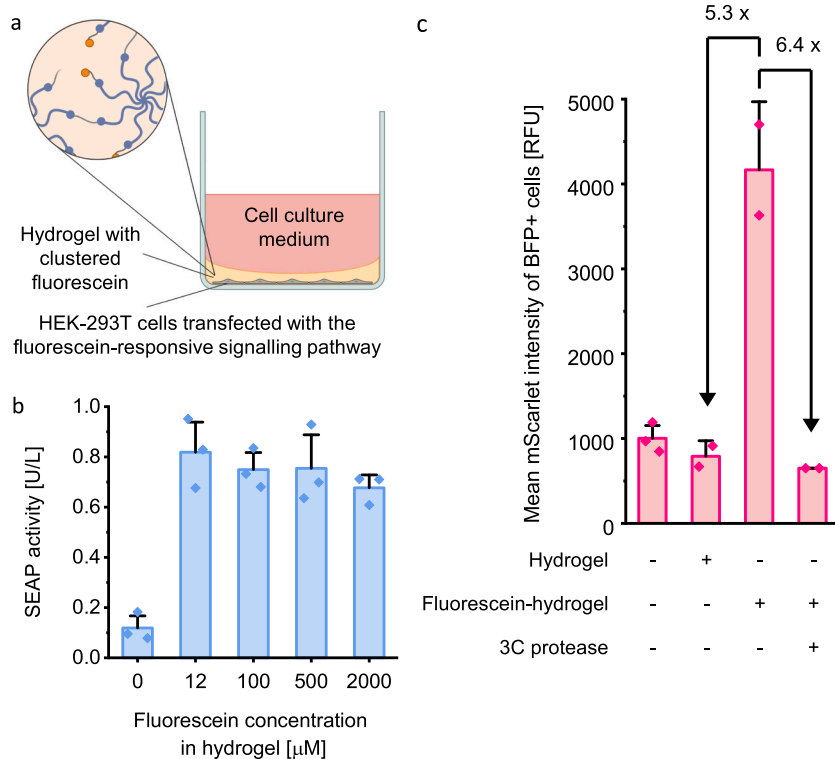 a
Cell culture
medium
Hydrogel with
clustered
fluorescein
HEK-293T cells transfected with the
fluorescein-responsive signalling pathway
b
SEAP activity [U/L]
1.0
0.8
0.6
0.4
0.2
0.0
0 12 100 500 2000
Fluorescein concentration
in hydrogel [μM]
c
5.3 x
6.4 x
Mean mScarlet intensity of BFP+ cells [RFU]
5000
4000
3000
2000
1000
0
Hydrogel - + - -
Fluorescein-hydrogel - - + +
3C protease - - - +